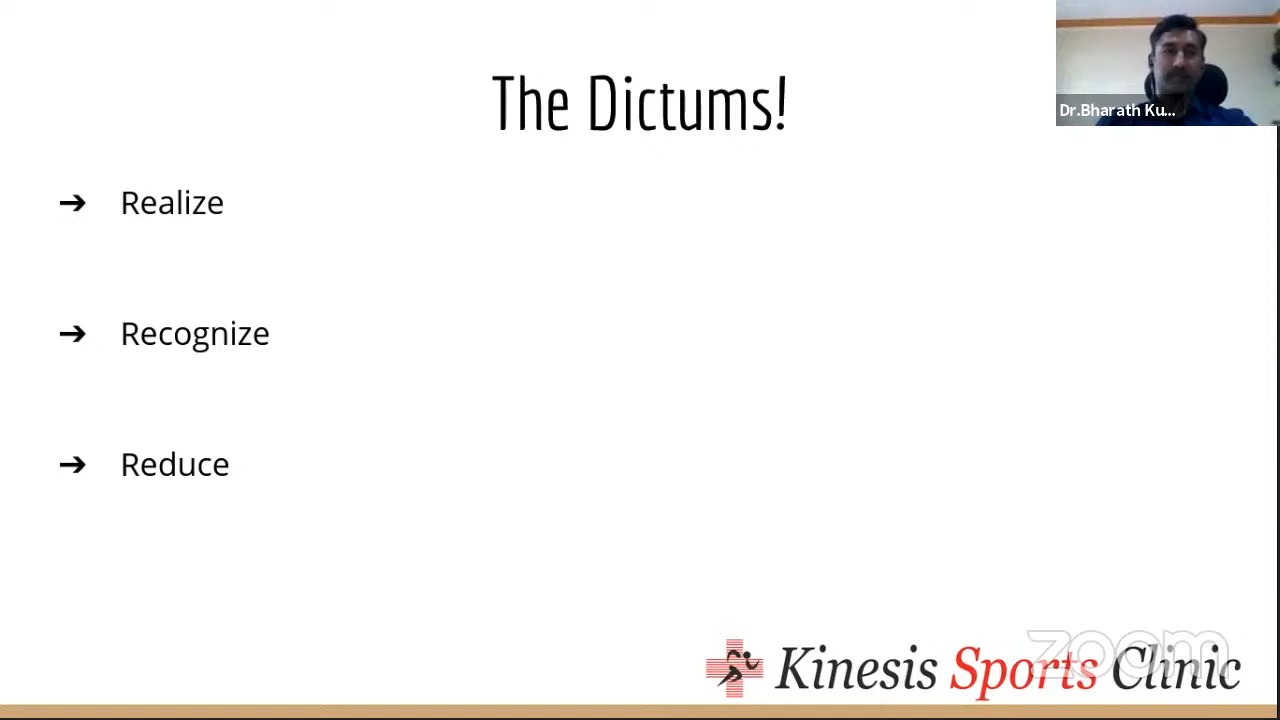 The Dictums!
Dr.Bharath Ku...
➔ Realize
➔ Recognize
➔ Reduce
Kinesis Sports Clinic
zoom